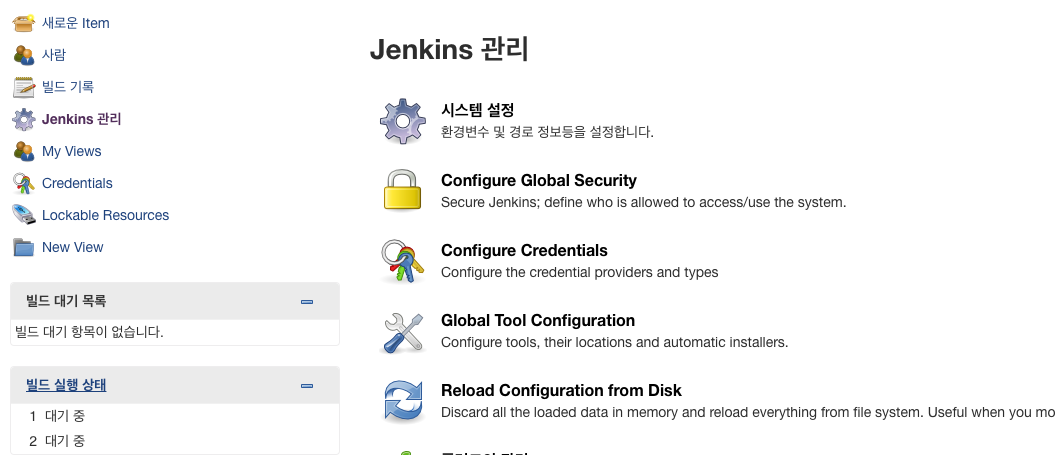 새로운 Item
사람
빌드 기록
Jenkins 관리
My Views
Credentials
Lockable Resources
New View
빌드 대기 목록
빌드 대기 항목이 없습니다.
빌드 실행 상태
1 대기 중
2 대기 중
Jenkins 관리
시스템 설정
환경변수 및 경로 정보등을 설정합니다.
Configure Global Security
Secure Jenkins; define who is allowed to access/use the system.
Configure Credentials
Configure the credential providers and types
Global Tool Configuration
Configure tools, their locations and automatic installers.
Reload Configuration from Disk
Discard all the loaded data in memory and reload everything from file system. Useful when you mo